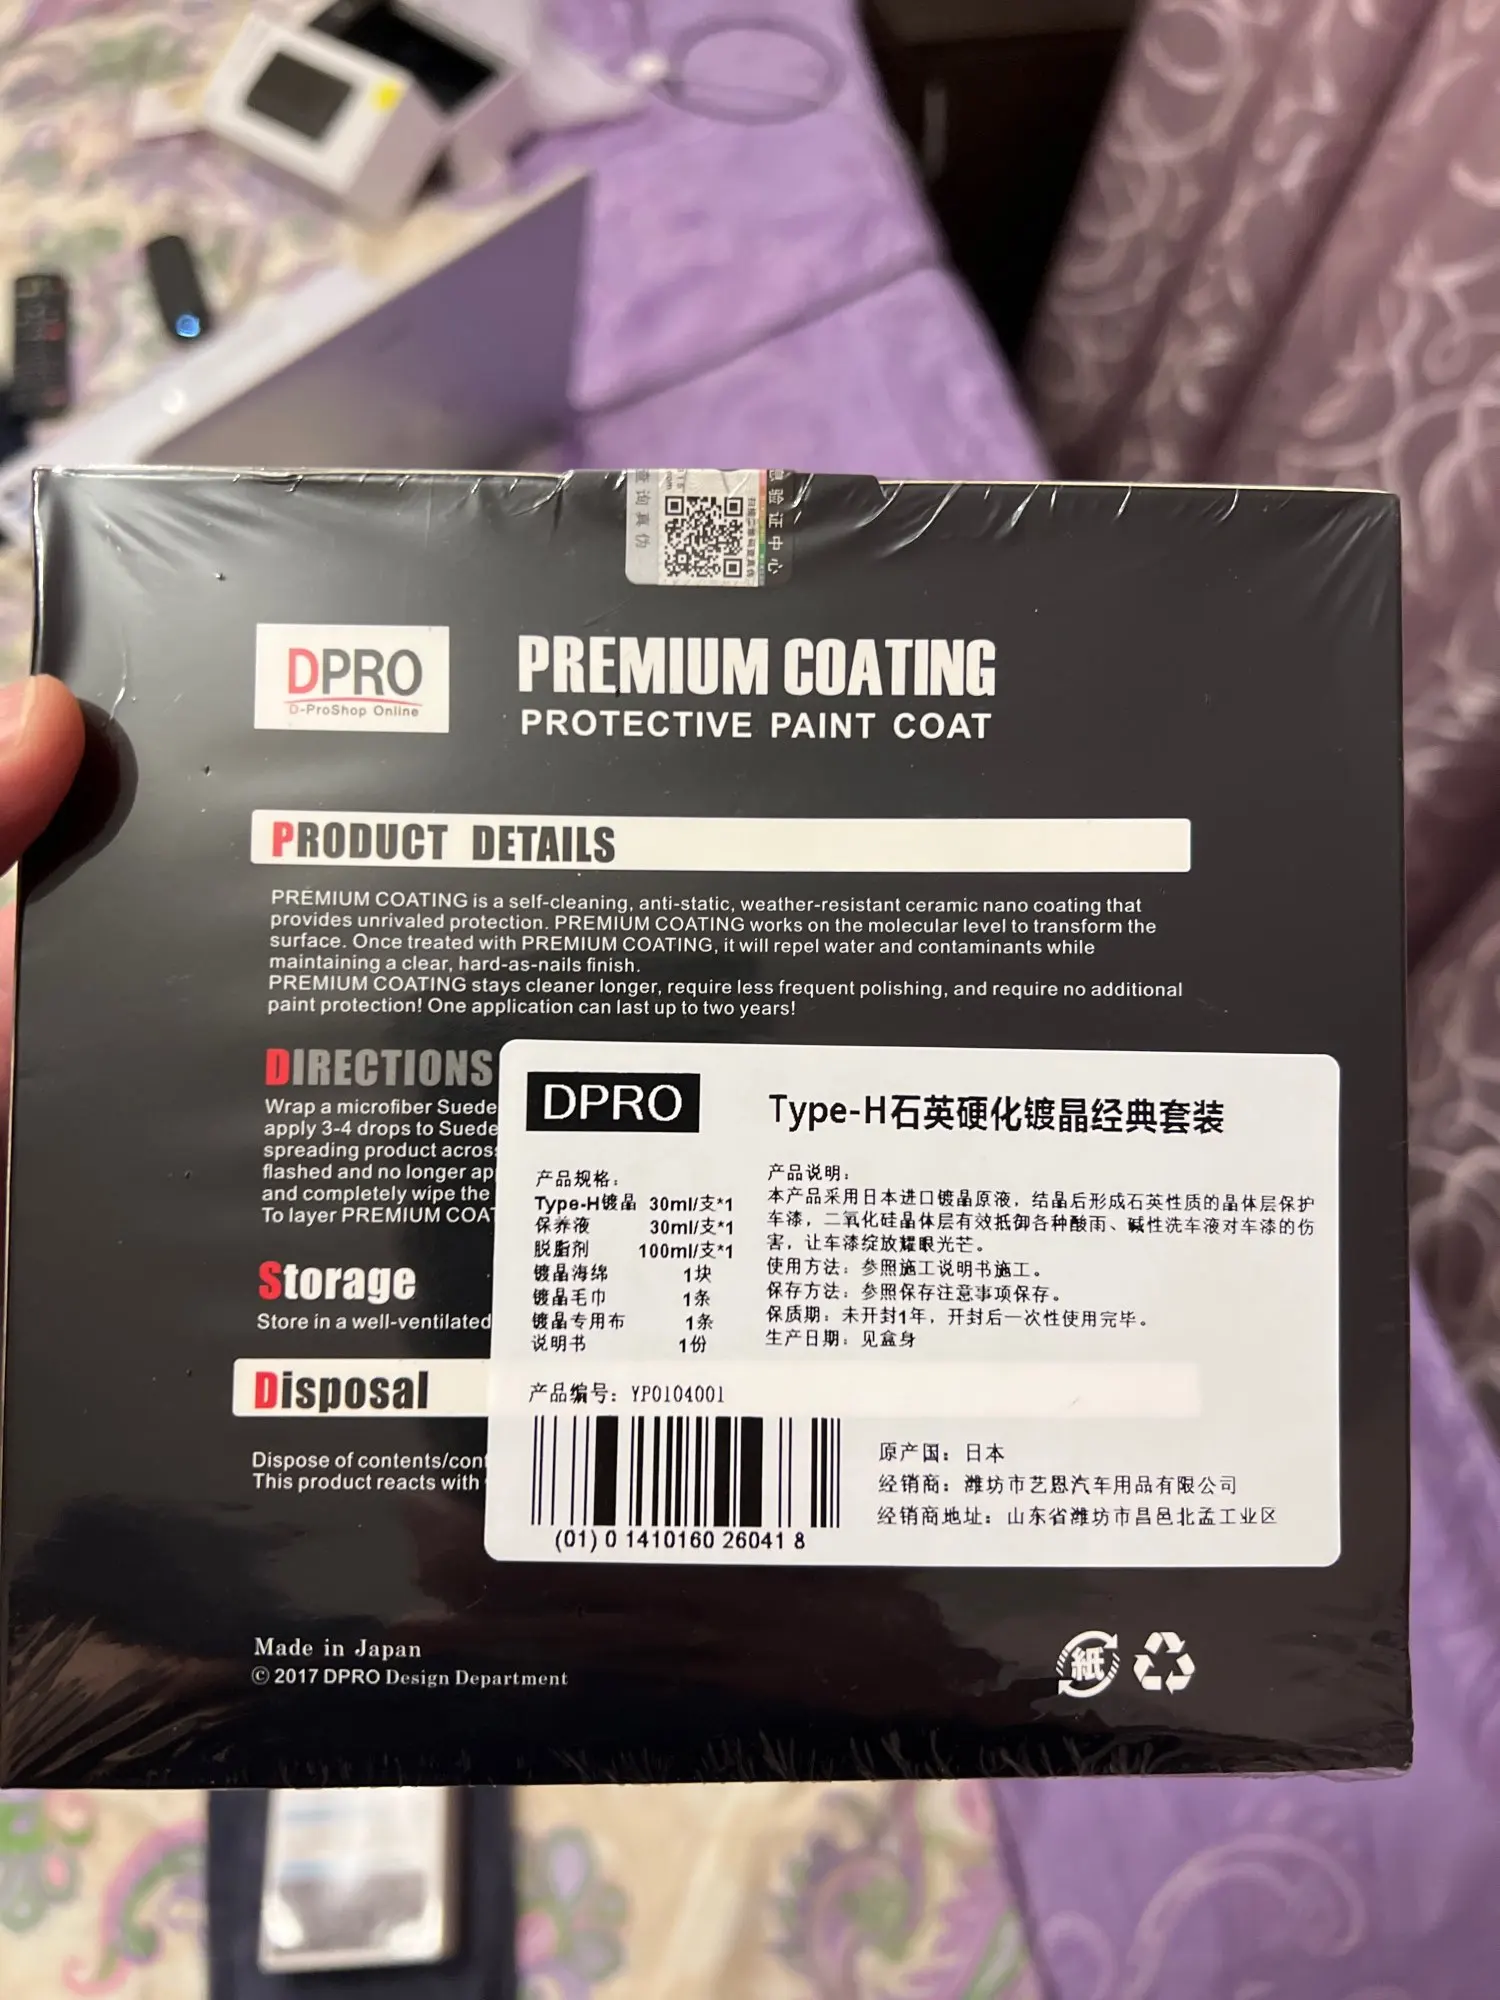 查询真伪
扫描二维码查真伪
息验证中心
DPRO
D-ProShop Online
PREMIUM COATING
PROTECTIVE PAINT COAT
PRODUCT DETAILS
PREMIUM COATING is a self-cleaning, anti-static, weather-resistant ceramic nano coating that
provides unrivaled protection. PREMIUM COATING works on the molecular level to transform the
surface. Once treated with PREMIUM COATING, it will repel water and contaminants while
maintaining a clear, hard-as-nails finish.
PREMIUM COATING stays cleaner longer, require less frequent polishing, and require no additional
paint protection! One application can last up to two years!
DIRECTIONS
Wrap a microfiber Suede
apply 3-4 drops to Suede
spreading product across
flashed and no longer ap
and completely wipe the
To layer PREMIUM COAT
Storage
Store in a well-ventilated
Disposal
Dispose of contents/cont
This product reacts with
DPRO
Type-H石英硬化镀晶经典套装
产品规格:
Type-H镀晶 30ml/支*1
保养液 30ml/支*1
脱脂剂 100ml/支*1
镀晶海绵 1块
镀晶毛巾 1条
镀晶专用布 1条
说明书 1份
产品说明:
本产品采用日本进口镀晶原液，结晶后形成石英性质的晶体层保护
车漆，二氧化硅晶体层有效抵御各种酸雨、碱性洗车液对车漆的伤
害，让车漆绽放耀眼光芒。
使用方法：参照施工说明书施工。
保存方法：参照保存注意事项保存。
保质期：未开封1年，开封后一次性使用完毕。
生产日期：见盒身
产品编号: YP0104001
(01) 0 1410160 26041 8
原产国：日本
经销商：潍坊市艺恩汽车用品有限公司
经销商地址：山东省潍坊市昌邑北孟工业区
Made in Japan
© 2017 DPRO Design Department
紙